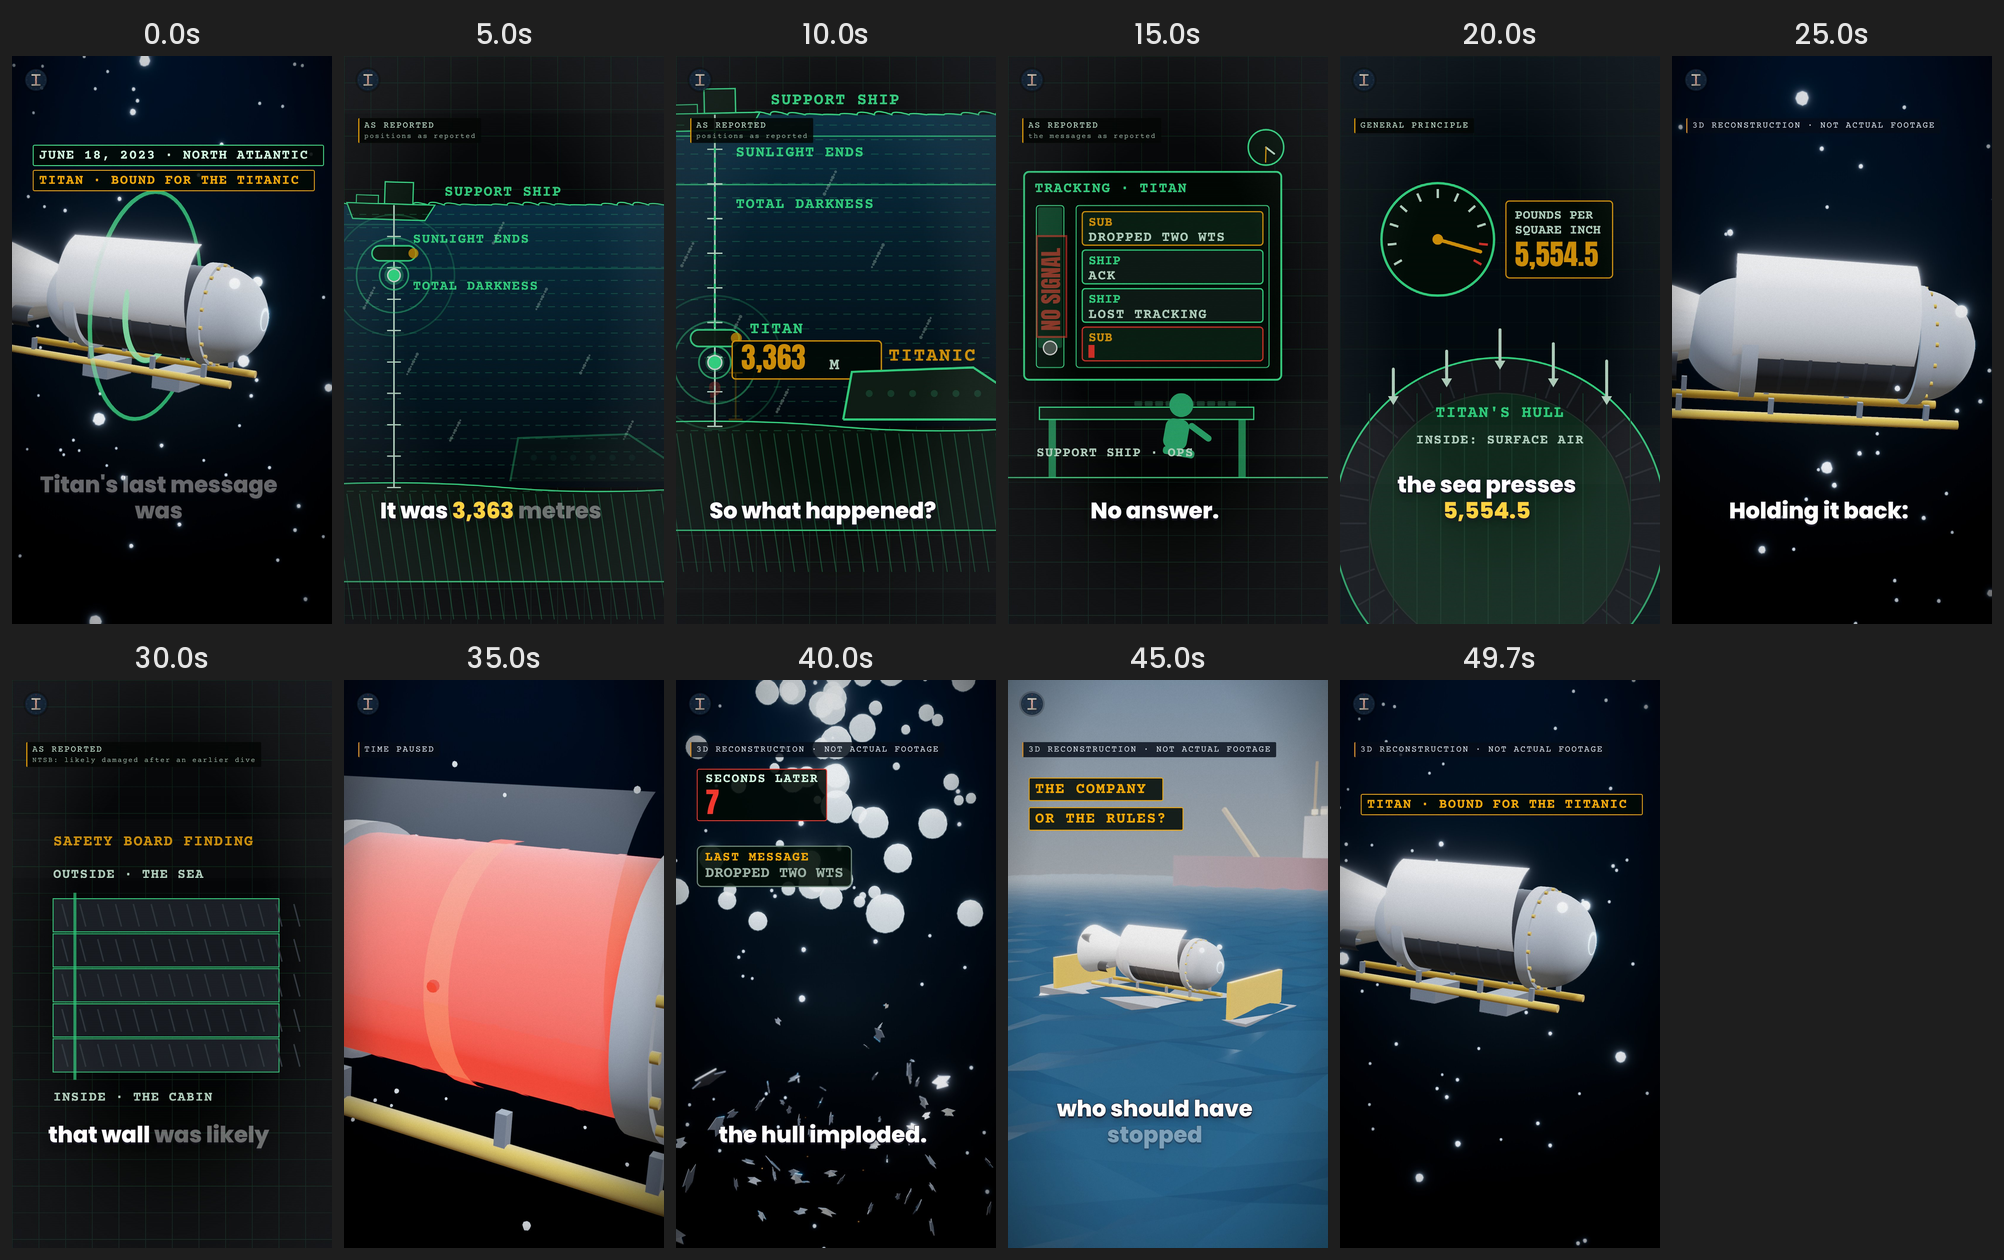 0.0s
I
JUNE 18, 2023 · NORTH ATLANTIC
TITAN · BOUND FOR THE TITANIC
Titan's last message
was
5.0s
I
AS REPORTED
positions as reported
SUPPORT SHIP
SUNLIGHT ENDS
TOTAL DARKNESS
It was 3,363 metres
10.0s
I
SUPPORT SHIP
AS REPORTED
positions as reported
SUNLIGHT ENDS
TOTAL DARKNESS
TITAN
3,363 M
TITANIC
So what happened?
15.0s
I
AS REPORTED
the messages as reported
TRACKING · TITAN
NO SIGNAL
SUB
DROPPED TWO WTS
SHIP
ACK
SHIP
LOST TRACKING
SUB
SUPPORT SHIP · OPS
No answer.
20.0s
I
GENERAL PRINCIPLE
POUNDS PER
SQUARE INCH
5,554.5
TITAN'S HULL
INSIDE: SURFACE AIR
the sea presses
5,554.5
25.0s
I
3D RECONSTRUCTION · NOT ACTUAL FOOTAGE
Holding it back:
30.0s
I
AS REPORTED
NTSB: likely damaged after an earlier dive
SAFETY BOARD FINDING
OUTSIDE · THE SEA
INSIDE · THE CABIN
that wall was likely
35.0s
I
TIME PAUSED
40.0s
I
3D RECONSTRUCTION · NOT ACTUAL FOOTAGE
SECONDS LATER
7
LAST MESSAGE
DROPPED TWO WTS
the hull imploded.
45.0s
I
3D RECONSTRUCTION · NOT ACTUAL FOOTAGE
THE COMPANY
OR THE RULES?
who should have
stopped
49.7s
I
3D RECONSTRUCTION · NOT ACTUAL FOOTAGE
TITAN · BOUND FOR THE TITANIC